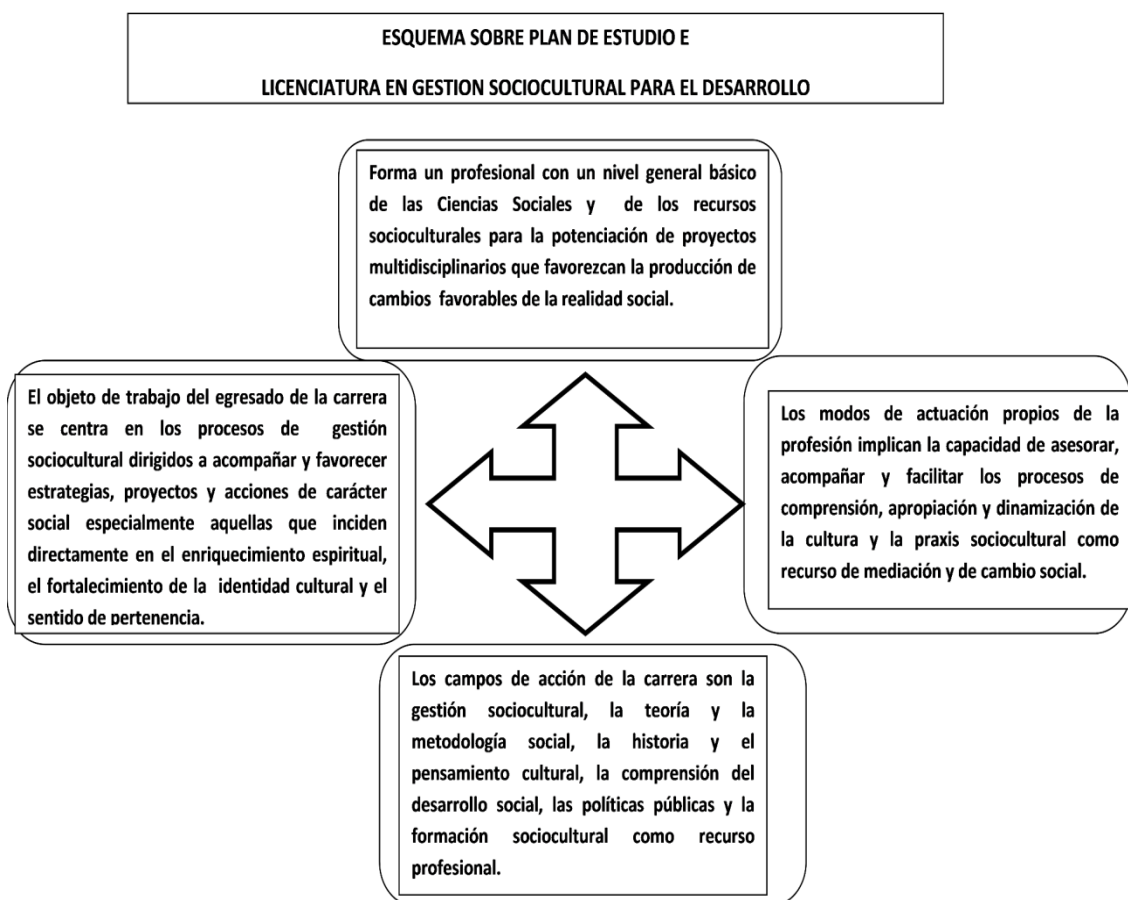 ESQUEMA SOBRE PLAN DE ESTUDIO E
LICENCIATURA EN GESTION SOCIOCULTURAL PARA EL DESARROLLO
Forma un profesional con un nivel general básico
de las Ciencias Sociales y de los recursos
socioculturales para la potenciación de proyectos
multidisciplinarios que favorezcan la producción de
cambios favorables de la realidad social.
El objeto de trabajo del egresado de la carrera
se centra en los procesos de gestión
sociocultural dirigidos a acompañar y favorecer
estrategias, proyectos y acciones de carácter
social especialmente aquellas que inciden
directamente en el enriquecimiento espiritual,
el fortalecimiento de la identidad cultural y el
sentido de pertenencia.
Los modos de actuación propios de la
profesión implican la capacidad de asesorar,
acompañar y facilitar los procesos de
comprensión, apropiación y dinamización de
la cultura y la praxis sociocultural como
recurso de mediación y de cambio social.
Los campos de acción de la carrera son la
gestión sociocultural, la teoría y la
metodología social, la historia y el
pensamiento cultural, la comprensión del
desarrollo social, las políticas públicas y la
formación sociocultural como recurso
profesional.